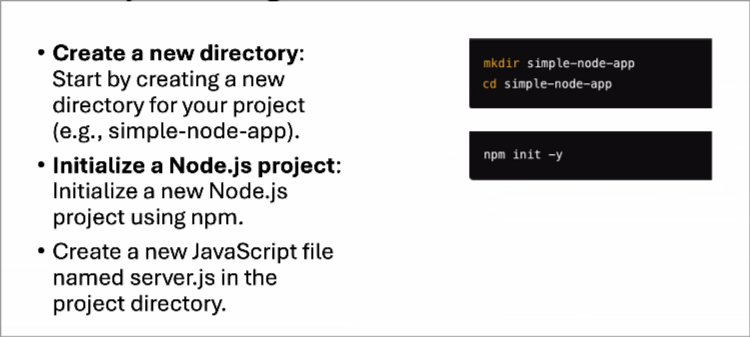 • Create a new directory:
Start by creating a new
directory for your project
(e.g., simple-node-app).
• Initialize a Node.js project:
Initialize a new Node.js
project using npm.
• Create a new JavaScript file
named server.js in the
project directory.
mkdir simple-node-app
cd simple-node-app
npm init -y